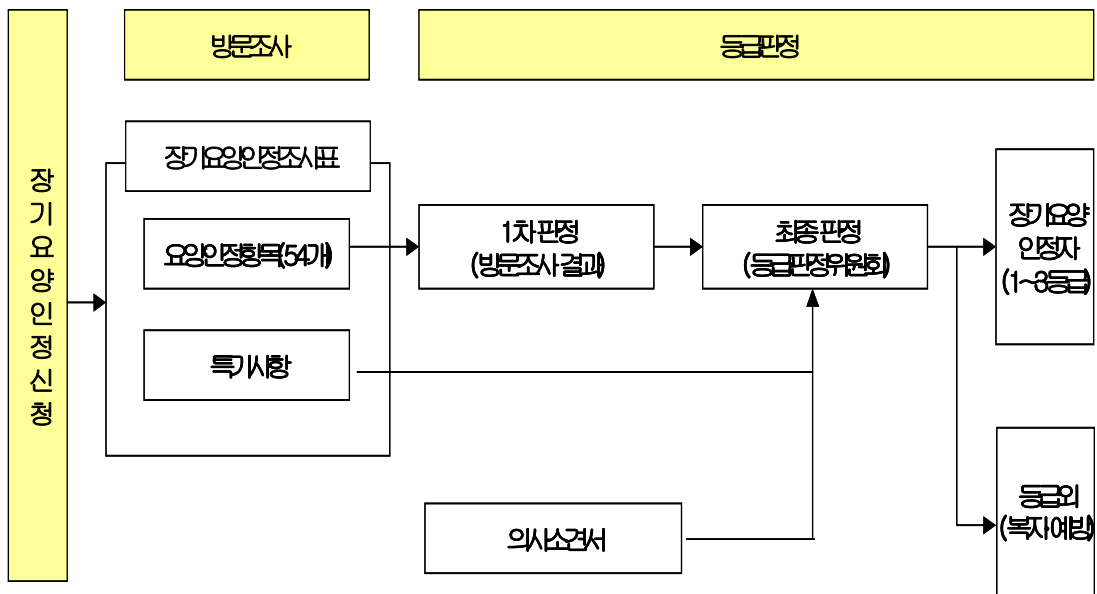 장기요양인정신청
방문조사
등급판정
장기요양인정조사표
요양인정항목(54개)
특기사항
1차 판정
(방문조사 결과)
최종 판정
(등급판정위원회)
의사소견서
장기요양
인정자
(1~3등급)
등급외
(복자·예방)